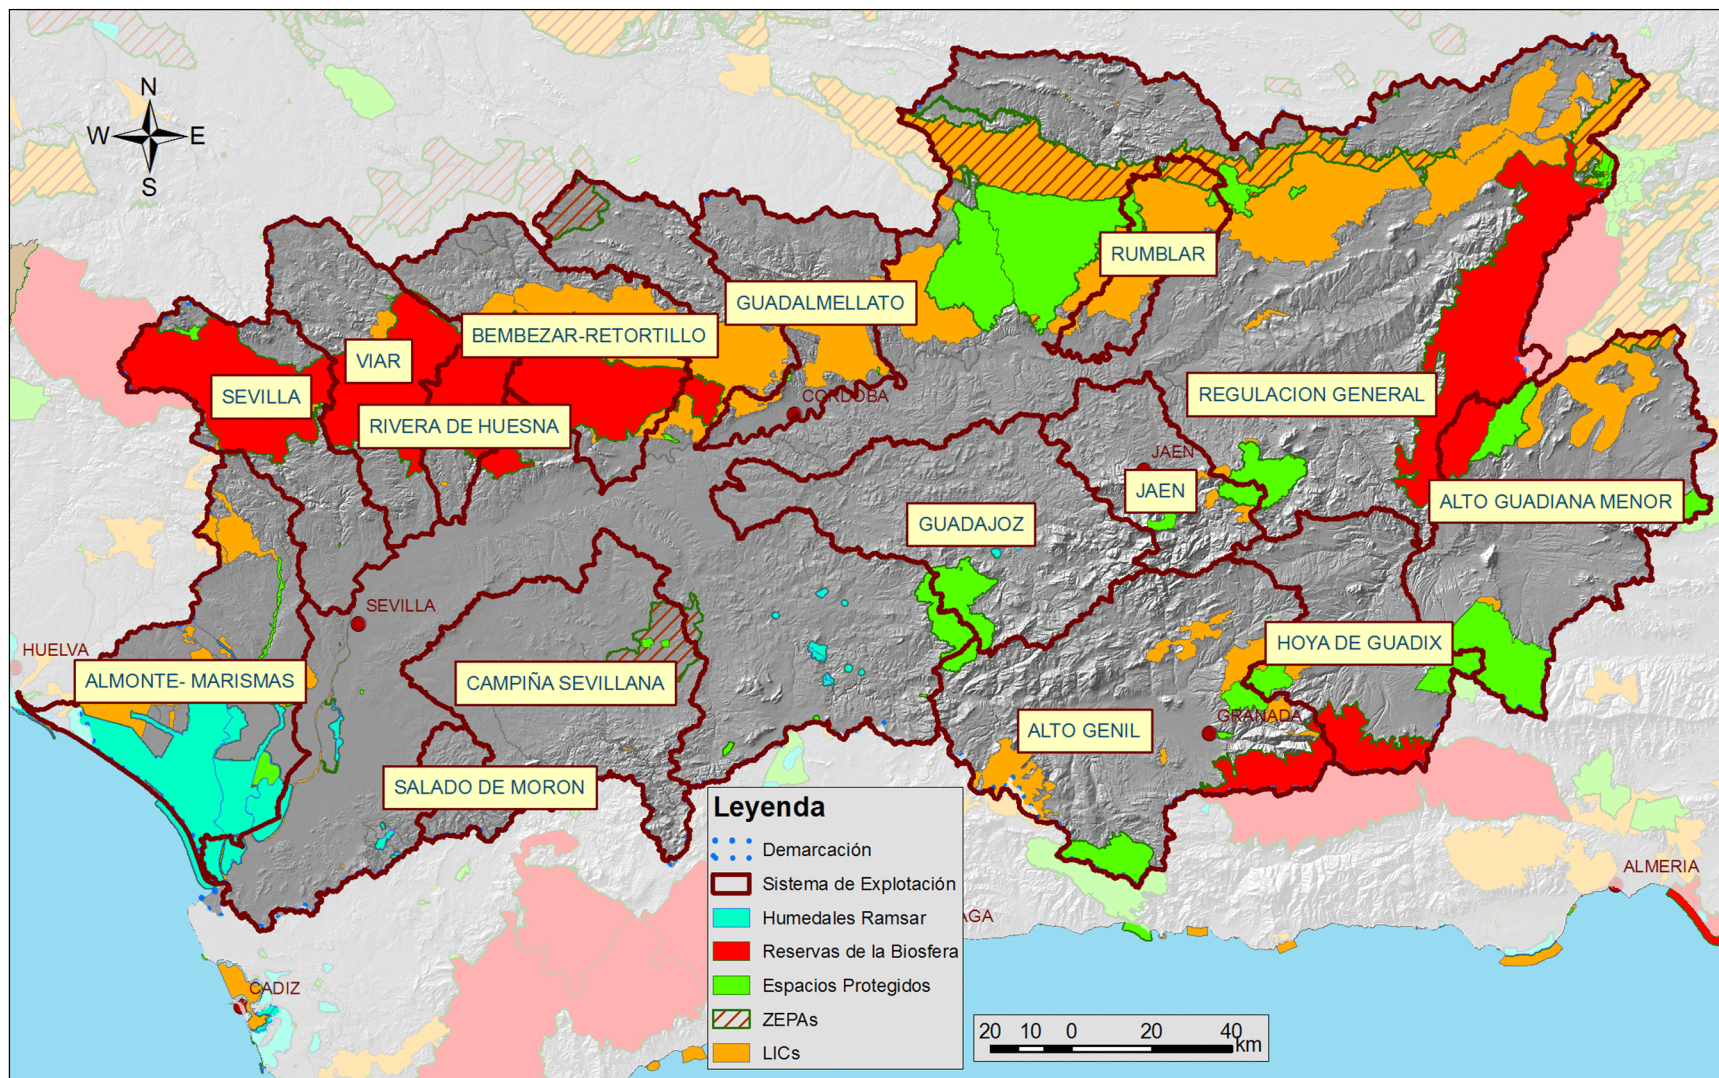 N
W E
S
RUMBLAR
GUADALMELLATO
BEMBEZAR-RETORTILLO
VIAR
SEVILLA
REGULACION GENERAL
CORDOBA
RIVERA DE HUESNA
JAEN
JAEN
ALTO GUADIANA MENOR
GUADAJOZ
SEVILLA
HUELVA
HOYA DE GUADIX
ALMONTE- MARISMAS
CAMPIÑA SEVILLANA
GRANADA
ALTO GENIL
SALADO DE MORON
Leyenda
Demarcación
Sistema de Explotación
Humedales Ramsar
Reservas de la Biosfera
Espacios Protegidos
ZEPAs
LICs
ALMERIA
AGA
CADIZ
20 10 0 20 40
km